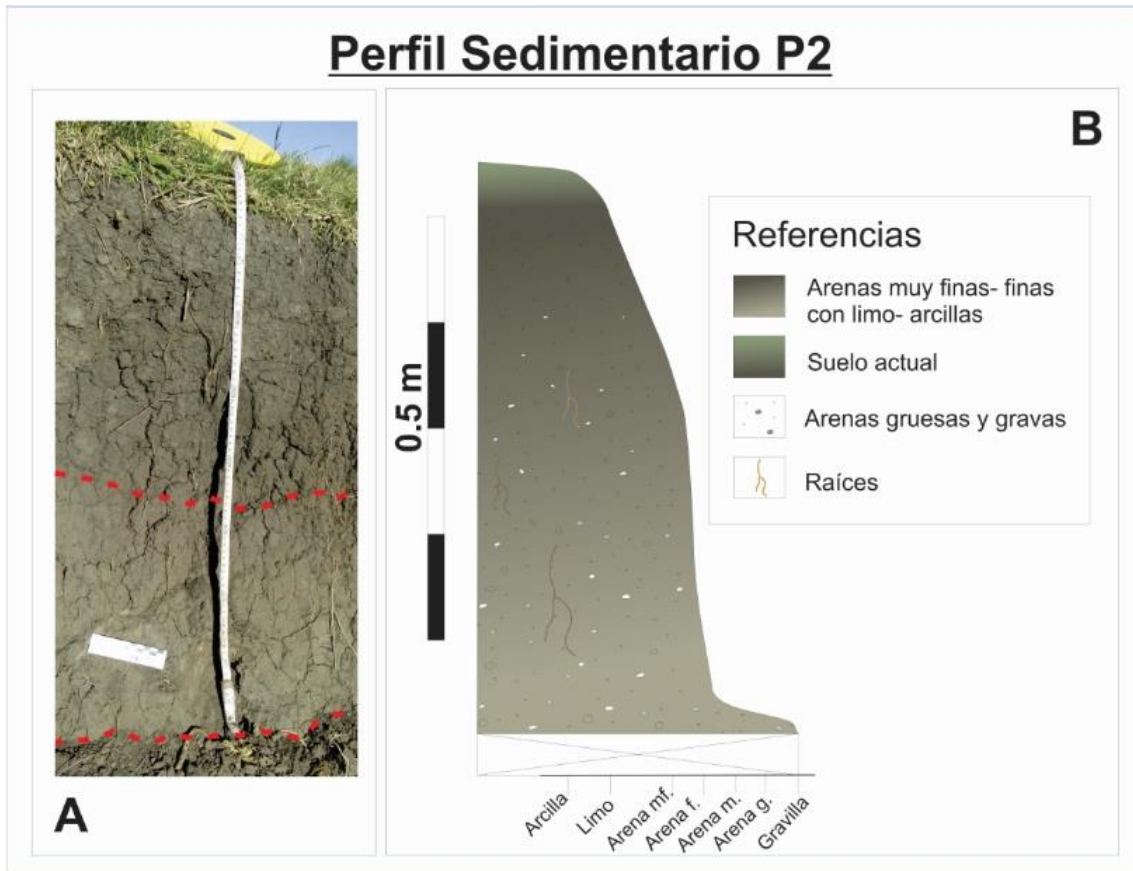 Perfil Sedimentario P2
A
B
0.5 m
Referencias
Arenas muy finas- finas
con limo- arcillas
Suelo actual
Arenas gruesas y gravas
Raíces
Arcilla
Limo
Arena mf.
Arena f.
Arena m.
Arena g.
Gravilla